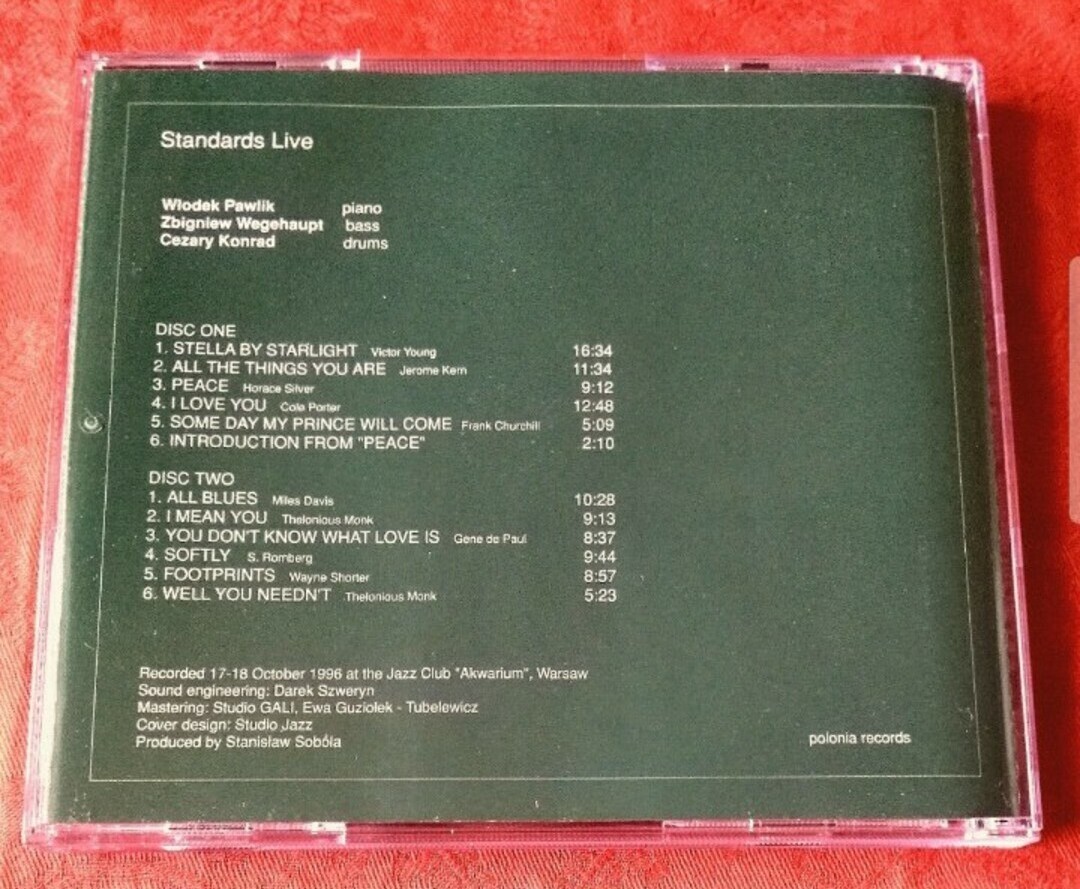 Standards Live
Włodek Pawlik piano
Zbigniew Wegehaupt bass
Cezary Konrad drums
DISC ONE
1. STELLA BY STARLIGHT Victor Young 16:34
2. ALL THE THINGS YOU ARE Jerome Kern 11:34
3. PEACE Horace Silver 9:12
4. I LOVE YOU Cole Porter 12:48
5. SOME DAY MY PRINCE WILL COME Frank Churchill 5:09
6. INTRODUCTION FROM "PEACE" 2:10
DISC TWO
1. ALL BLUES Miles Davis 10:28
2. I MEAN YOU Thelonious Monk 9:13
3. YOU DON'T KNOW WHAT LOVE IS Gene de Paul 8:37
4. SOFTLY S. Romberg 9:44
5. FOOTPRINTS Wayne Shorter 8:57
6. WELL YOU NEEDN'T Thelonious Monk 5:23
Recorded 17-18 October 1996 at the Jazz Club "Akwarium", Warsaw
Sound engineering: Darek Szweryn
Mastering: Studio GALI, Ewa Guziołek - Tubelewicz
Cover design: Studio Jazz
Produced by Stanisław Sobóla
polonia records